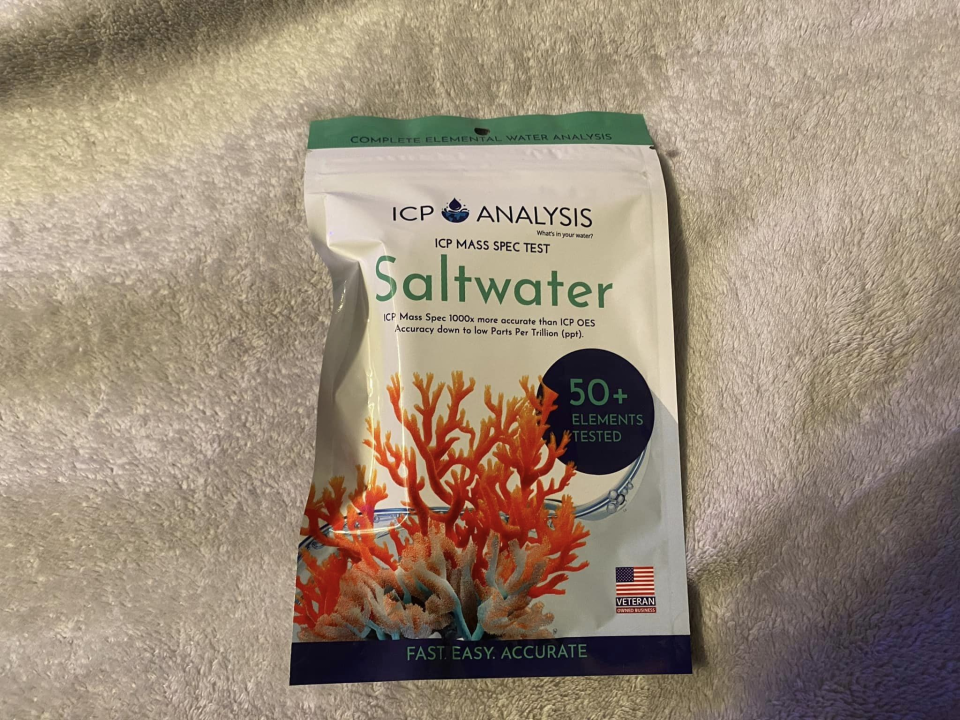 COMPLETE ELEMENTAL WATER ANALYSIS
ICP ANALYSIS
What's in your water?
ICP MASS SPEC TEST
Saltwater
ICP Mass Spec 1000x more accurate than ICP OES
Accuracy down to low Parts Per Trillion (ppt).
50+
ELEMENTS
TESTED
VETERAN
OWNED BUSINESS
FAST. EASY. ACCURATE